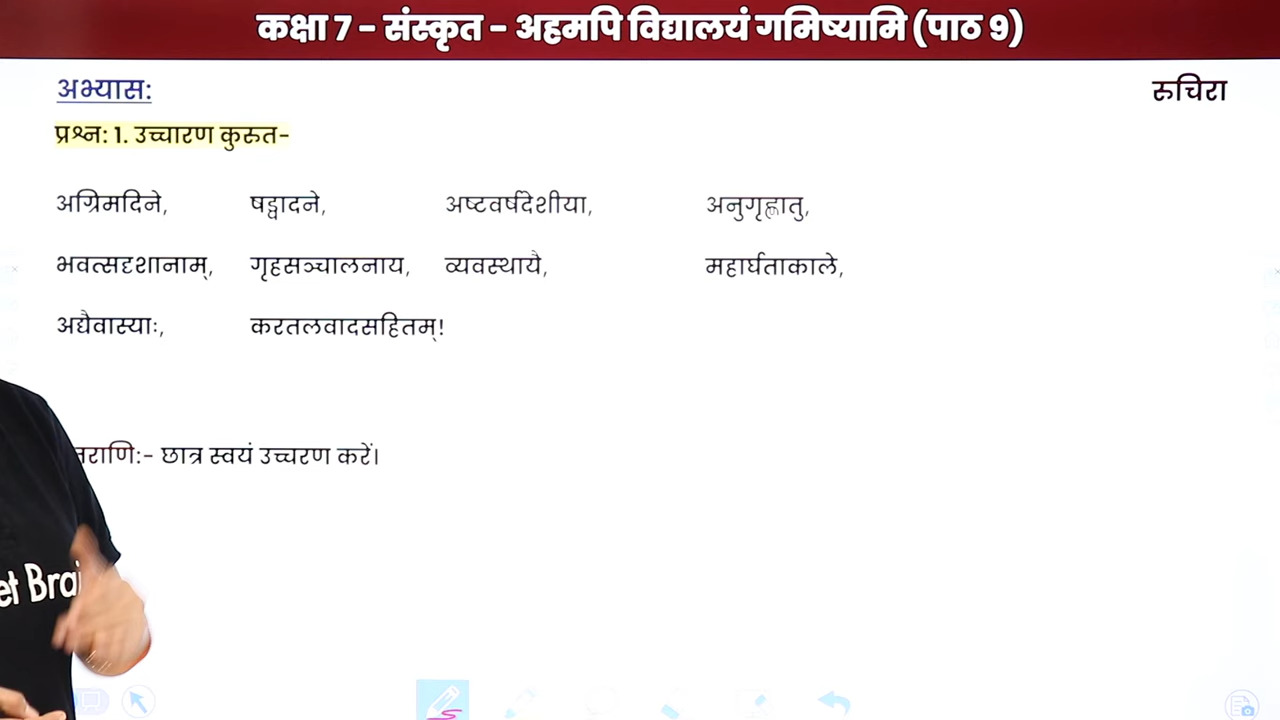 कक्षा 7 - संस्कृत - अहमपि विद्यालयं गमिष्यामि (पाठ 9)
अभ्यास: रुचिरा
प्रश्न: 1. उच्चारण कुरुत-
अग्रिमदिने, षड्वादने, अष्टवर्षदेशीया, अनुगृह्णातु,
भवत्सदृशानाम्, गृहसञ्चालनाय, व्यवस्थायै, महार्घताकाले,
अद्यैवास्याः, करतलवादसहितम्!
छात्र स्वयं उच्चरण करें।